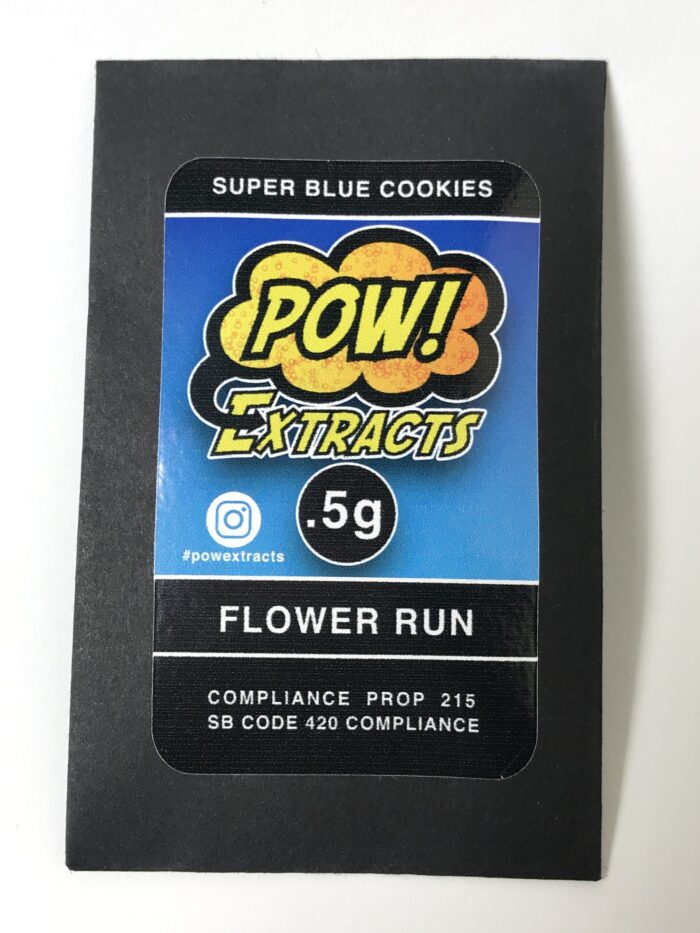 SUPER BLUE COOKIES
POW!
EXTRACTS
.5g
#powextracts
FLOWER RUN
COMPLIANCE PROP 215
SB CODE 420 COMPLIANCE